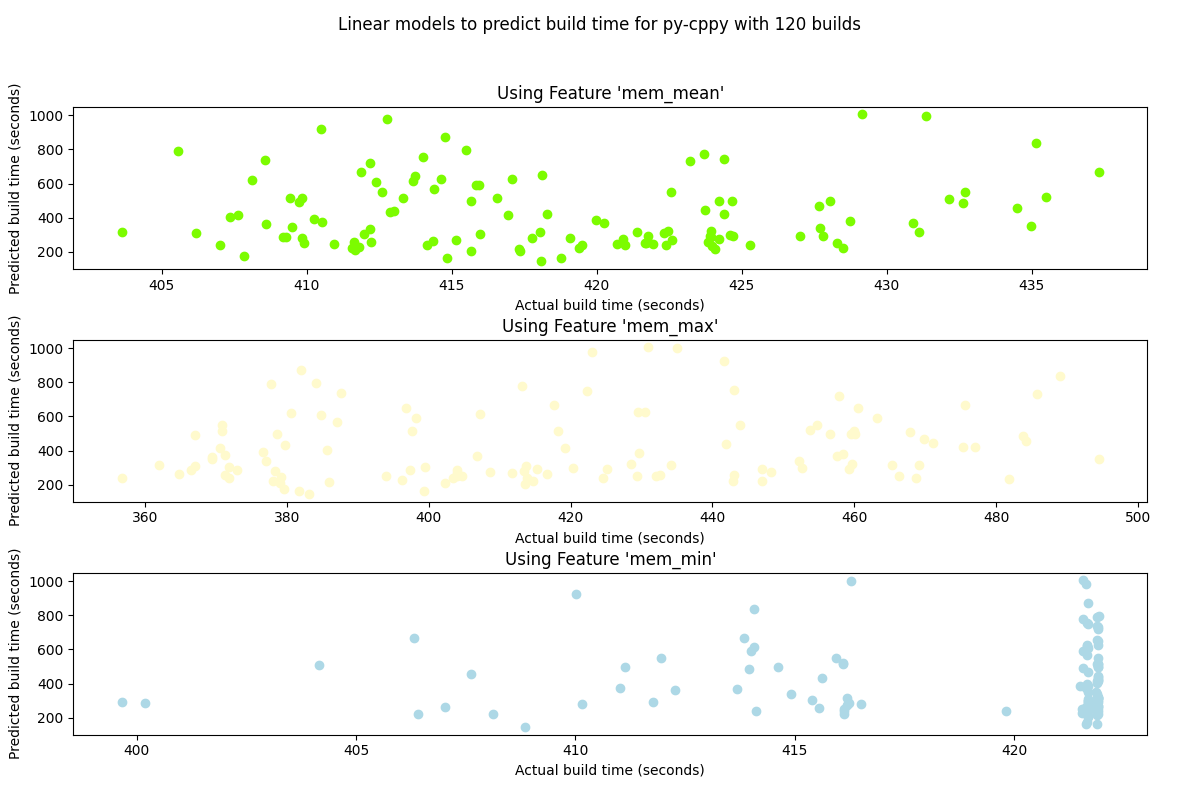 Linear models to predict build time for py-cppy with 120 builds
Using Feature 'mem_mean'
Predicted build time (seconds)
1000
800
600
400
200
405 410 415 420 425 430 435
Actual build time (seconds)
Using Feature 'mem_max'
Predicted build time (seconds)
1000
800
600
400
200
360 380 400 420 440 460 480 500
Actual build time (seconds)
Using Feature 'mem_min'
Predicted build time (seconds)
1000
800
600
400
200
400 405 410 415 420
Actual build time (seconds)